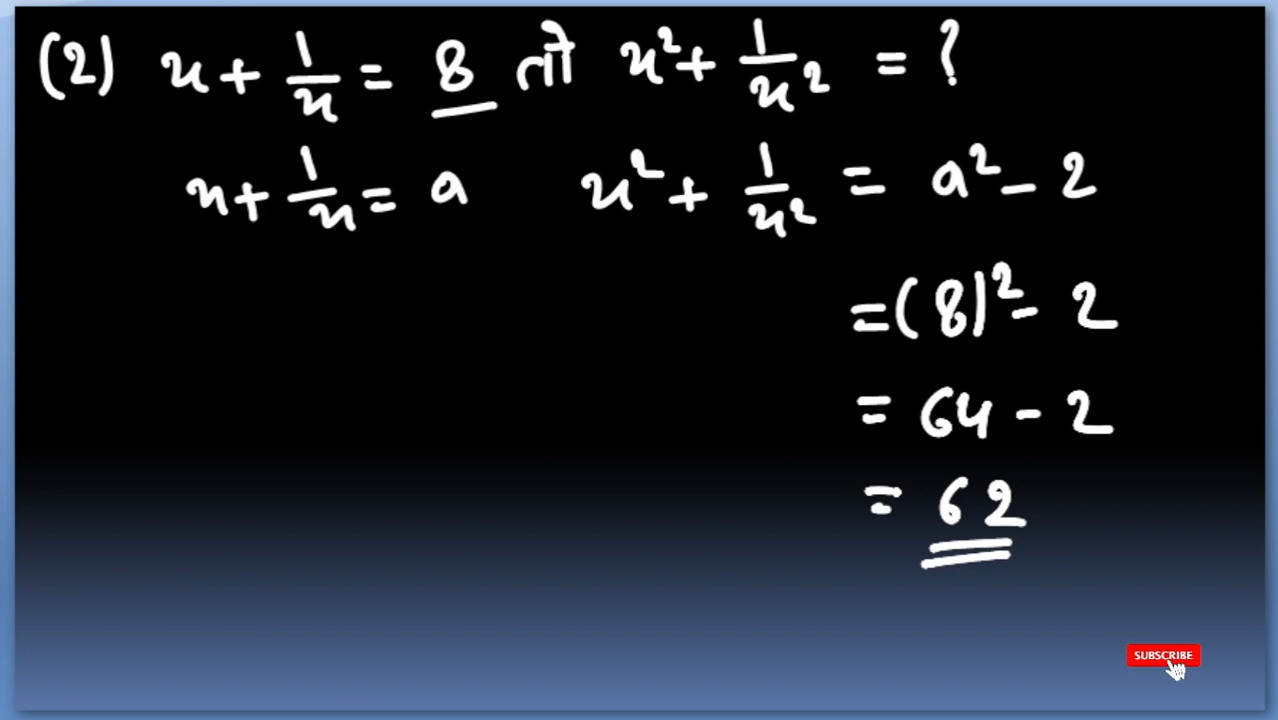 (2) x + 1/x = 8 तो x² + 1/x² = ?
x + 1/x = a x² + 1/x² = a² - 2
= (8)² - 2
= 64 - 2
= 62
SUBSCRIBE